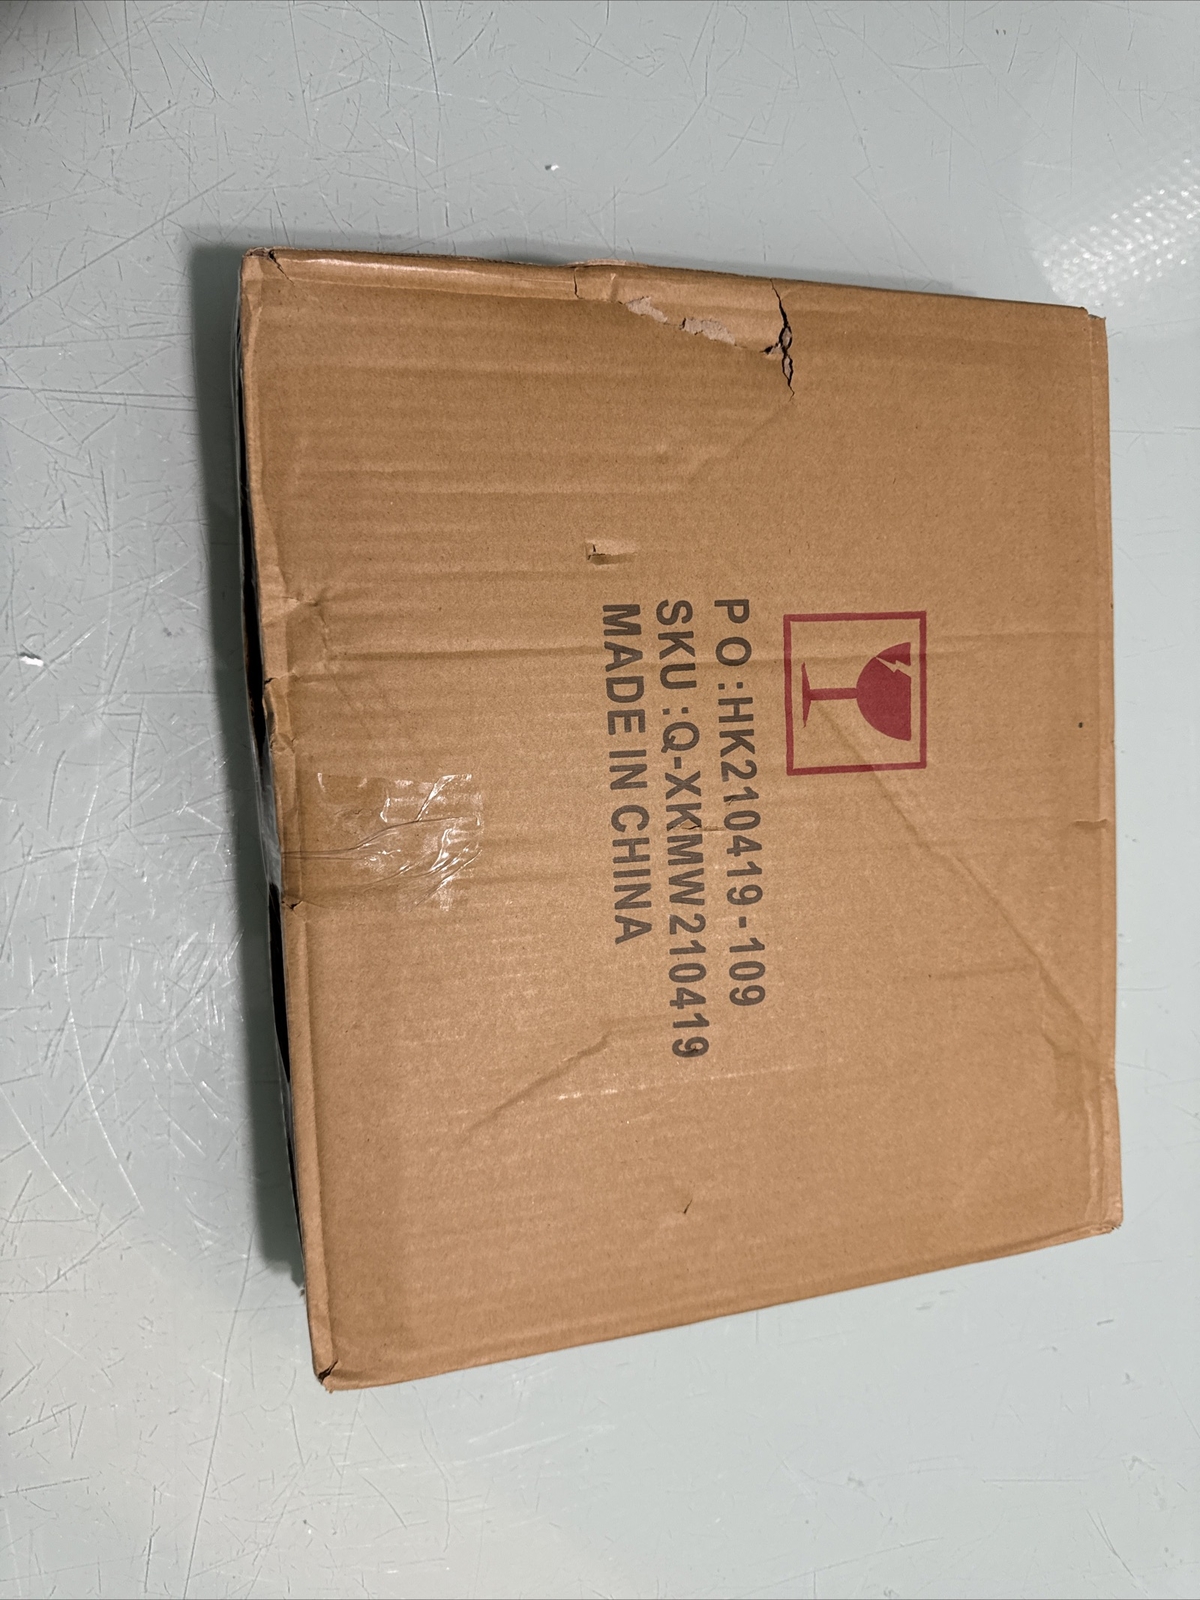 PO:HK210419-109
SKU:Q-XKMW210419
MADE IN CHINA